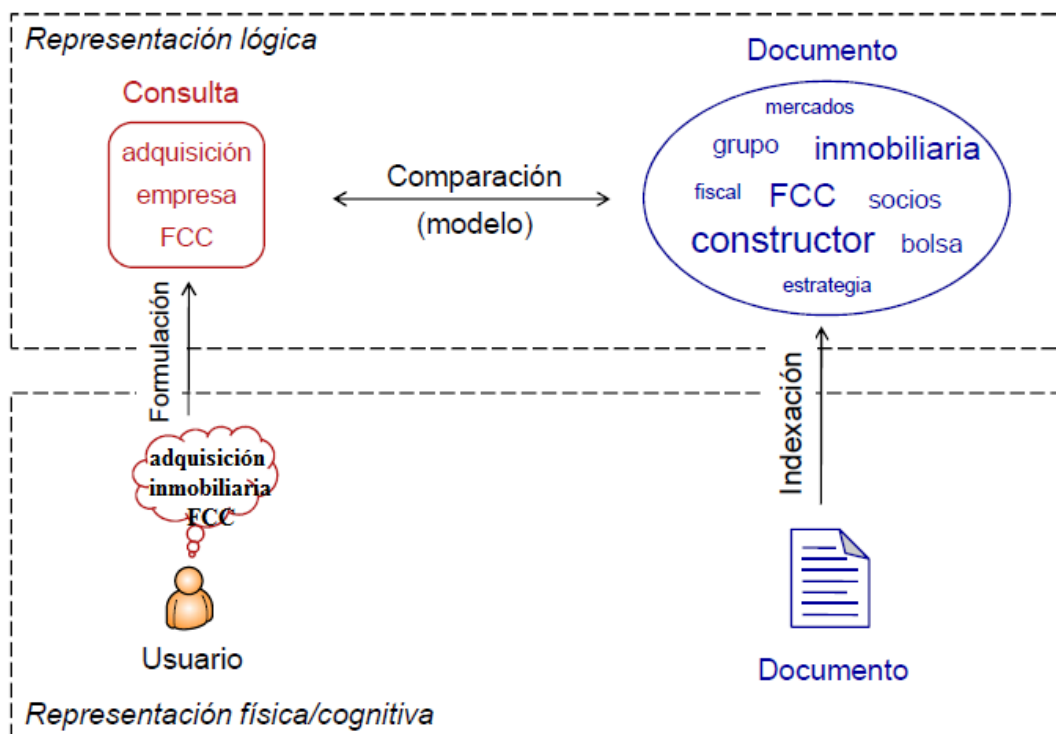 Representación lógica
Consulta
adquisición
empresa
FCC
Comparación
(modelo)
Documento
mercados
grupo inmobiliaria
fiscal FCC socios
constructor bolsa
estrategia
Formulación
Indexación
adquisición
inmobiliaria
FCC
Usuario
Documento
Representación física/cognitiva